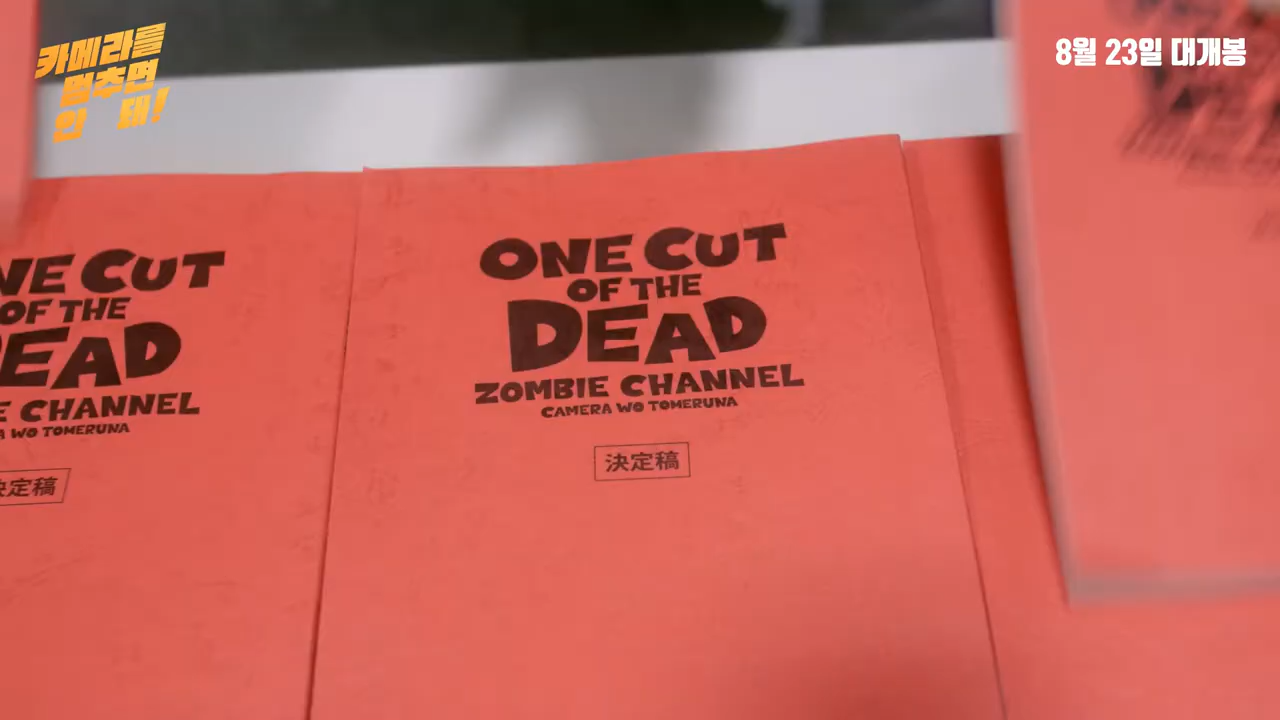 카메라를
멈추면
안 돼!
8월 23일 대개봉
NE CUT
OF THE
DEAD
E CHANNEL
A WO TOMERUNA
決定稿
ONE CUT
OF THE
DEAD
ZOMBIE CHANNEL
CAMERA WO TOMERUNA
決定稿